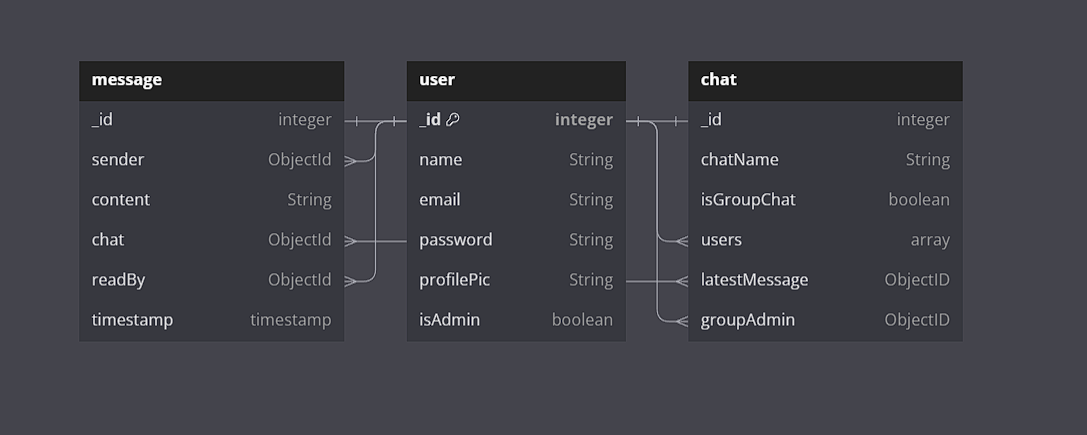 message
_id integer
sender ObjectId
content String
chat ObjectId
readBy ObjectId
timestamp timestamp
user
_id integer
name String
email String
password String
profilePic String
isAdmin boolean
chat
_id integer
chatName String
isGroupChat boolean
users array
latestMessage ObjectID
groupAdmin ObjectID